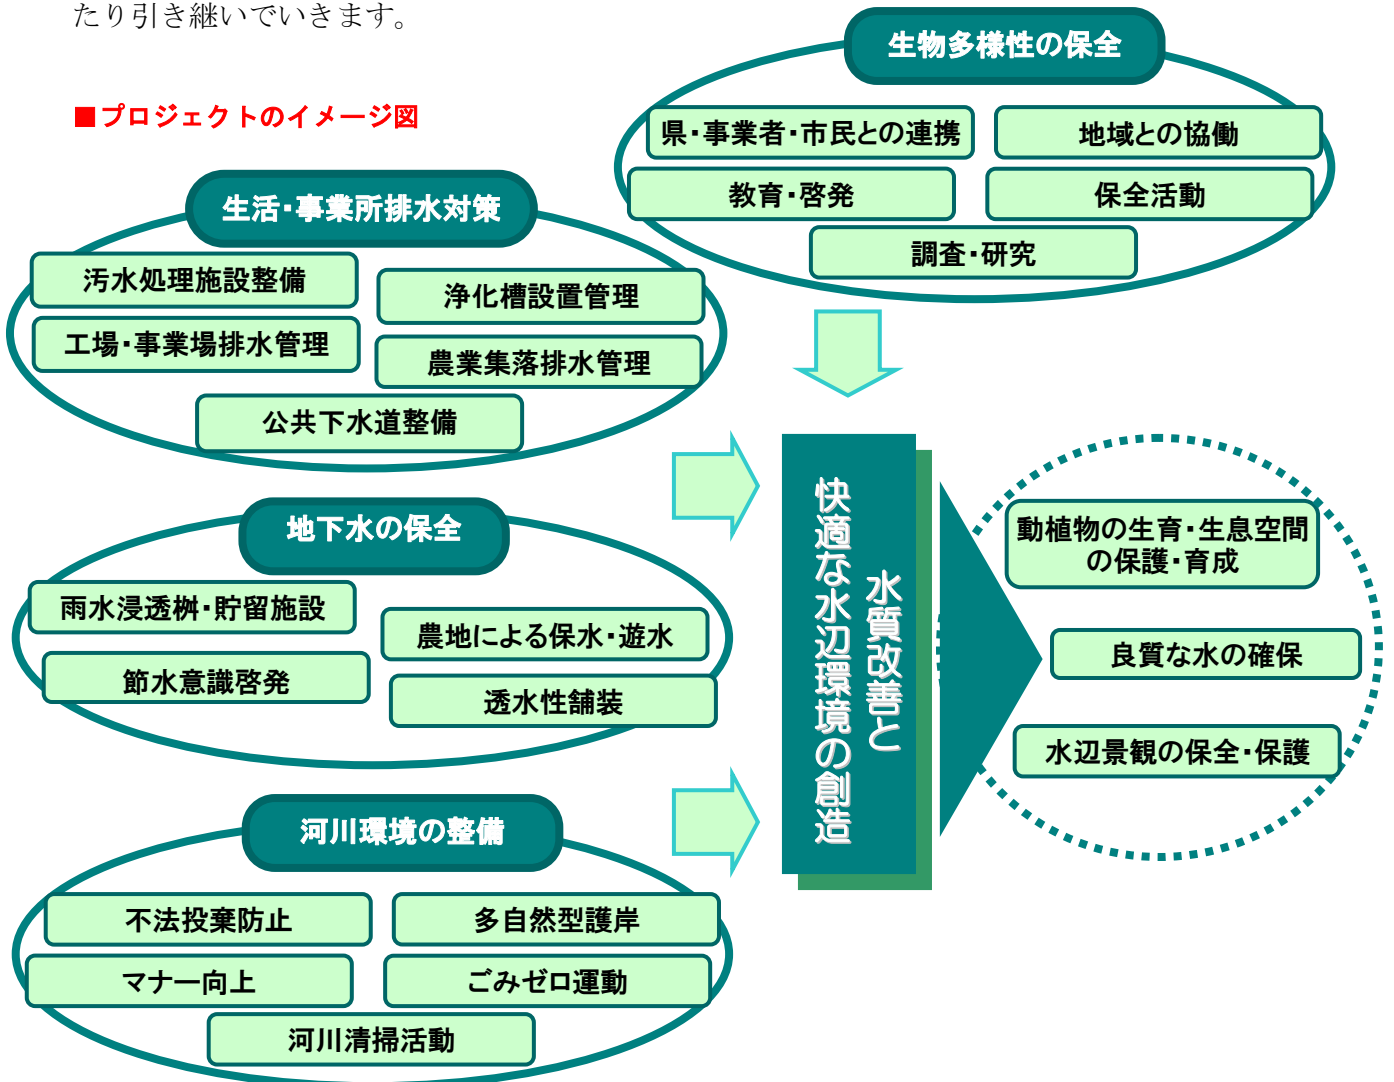 たり引き継いでいきます。
■プロジェクトのイメージ図
生物多様性の保全
県・事業者・市民との連携
地域との協働
教育・啓発
保全活動
調査・研究
生活・事業所排水対策
汚水処理施設整備
浄化槽設置管理
工場・事業場排水管理
農業集落排水管理
公共下水道整備
地下水の保全
雨水浸透桝・貯留施設
農地による保水・遊水
節水意識啓発
透水性舗装
河川環境の整備
不法投棄防止
多自然型護岸
マナー向上
ごみゼロ運動
河川清掃活動
水質改善と
快適な水辺環境の創造
動植物の生育・生息空間
の保護・育成
良質な水の確保
水辺景観の保全・保護